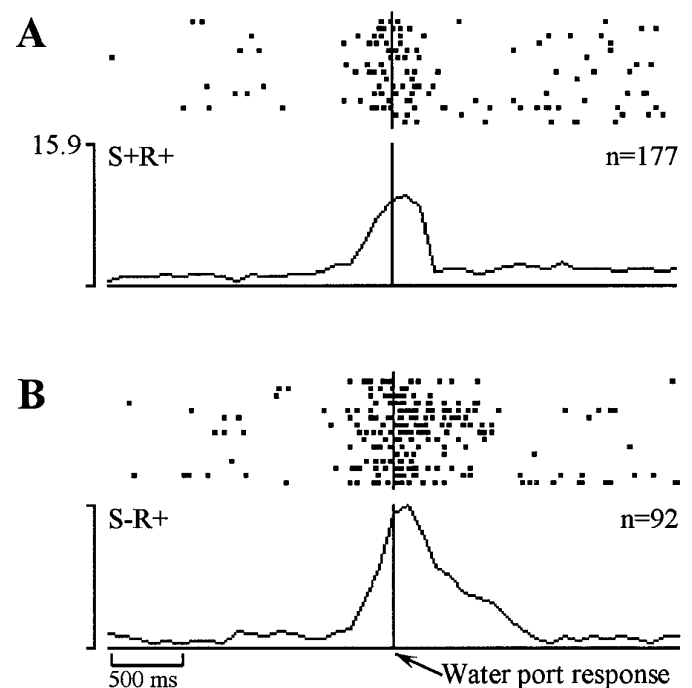 A
15.9
S+R+ n=177
B
S-R+ n=92
500 ms
Water port response